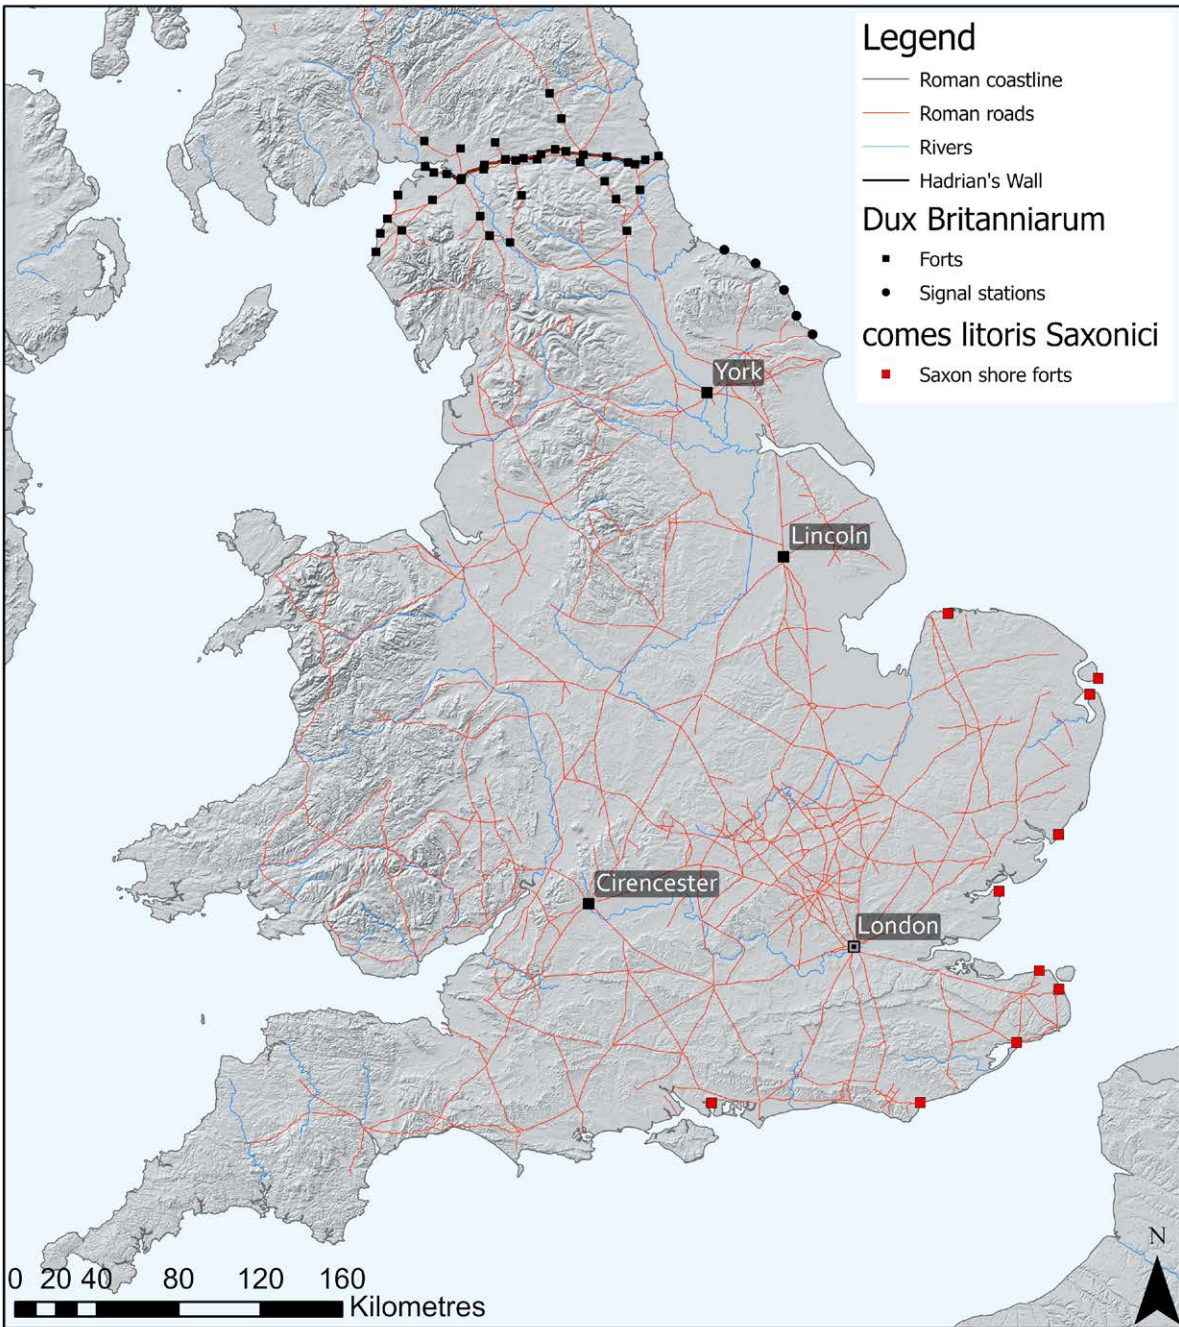 Legend
Roman coastline
Roman roads
Rivers
Hadrian's Wall
Dux Britanniarum
Forts
Signal stations
comes litoris Saxonici
Saxon shore forts
York
Lincoln
Cirencester
London
N
0 20 40 80 120 160
Kilometres